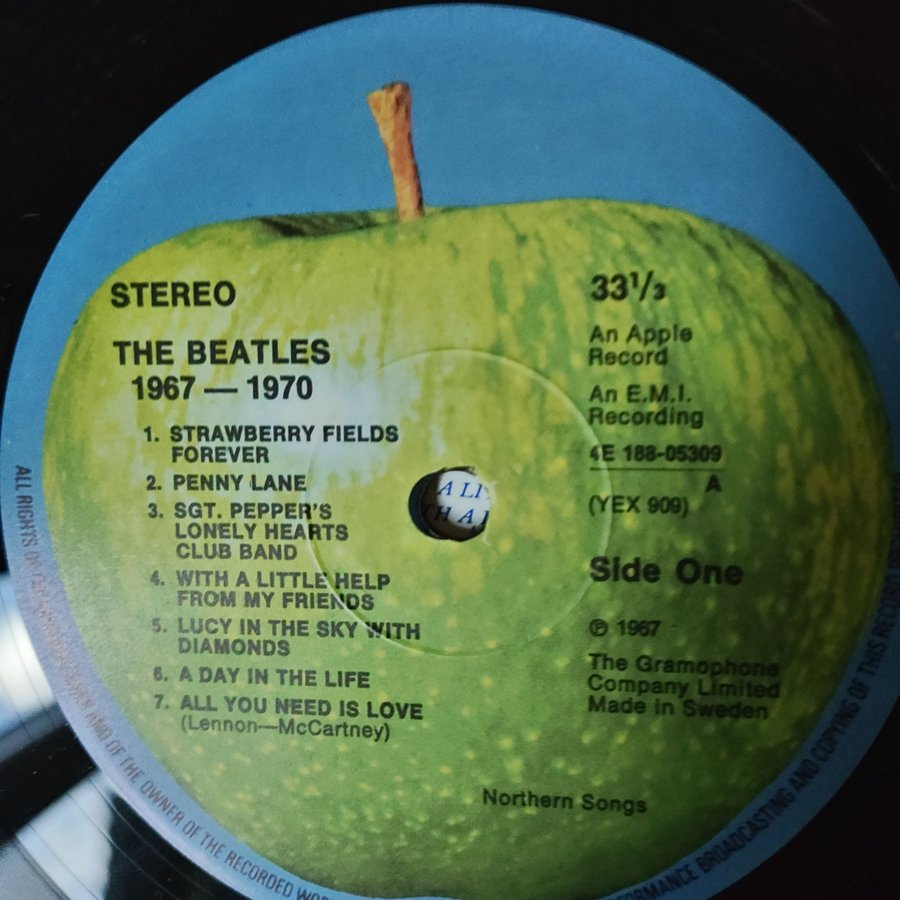 STEREO
THE BEATLES
1967 — 1970
1. STRAWBERRY FIELDS
FOREVER
2. PENNY LANE
3. SGT. PEPPER'S
LONELY HEARTS
CLUB BAND
4. WITH A LITTLE HELP
FROM MY FRIENDS
5. LUCY IN THE SKY WITH
DIAMONDS
6. A DAY IN THE LIFE
7. ALL YOU NEED IS LOVE
(Lennon—McCartney)
33⅓
An Apple
Record
An E.M.I.
Recording
4E 188-05309
A
(YEX 909)
Side One
℗ 1967
The Gramophone
Company Limited
Made in Sweden
Northern Songs
A LI
TH A
ALL RIGHTS OF THE AND OF THE OWNER OF THE RECORDED
PERFORMANCE BROADCASTING AND COPYING OF THIS RECORD